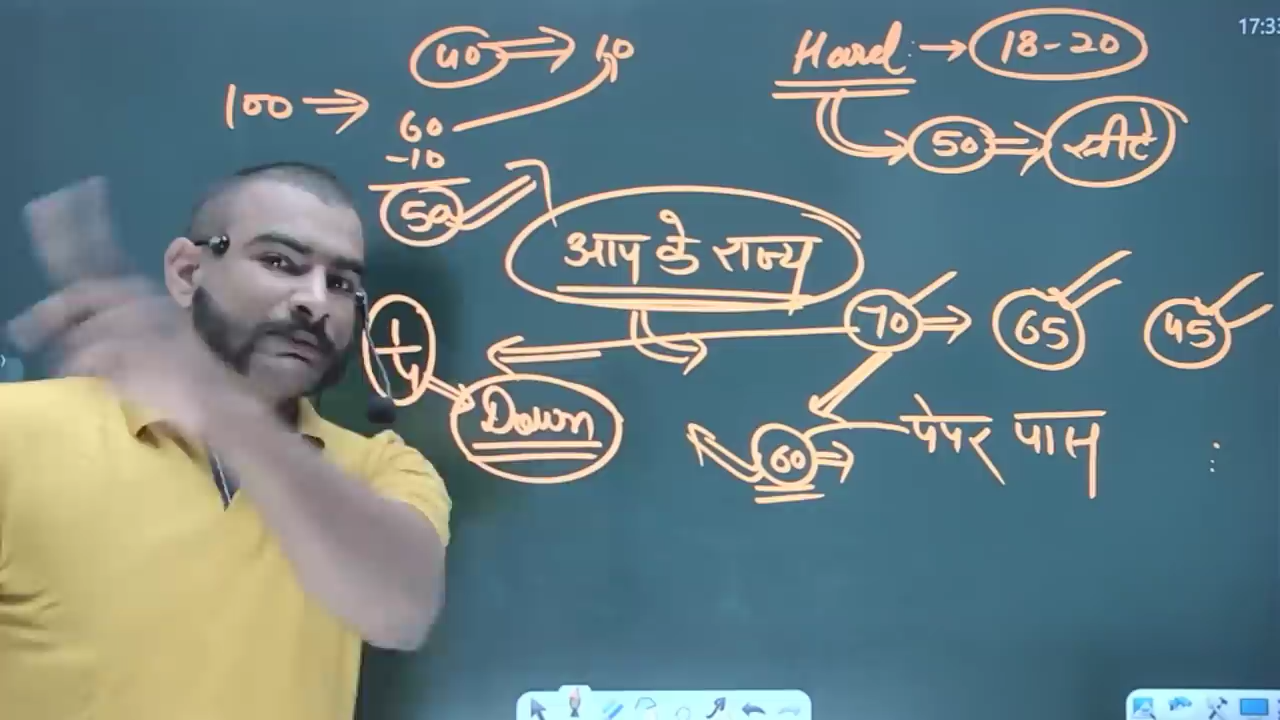 17:33
40 ⇒ 10
Hard → 18-20
100 ⇒
60
-10
50
50 ⇒ सीटे
आप के राज्य
70 ⇒ 65 45
1/4
Down
60 ⇒ पेपर पास